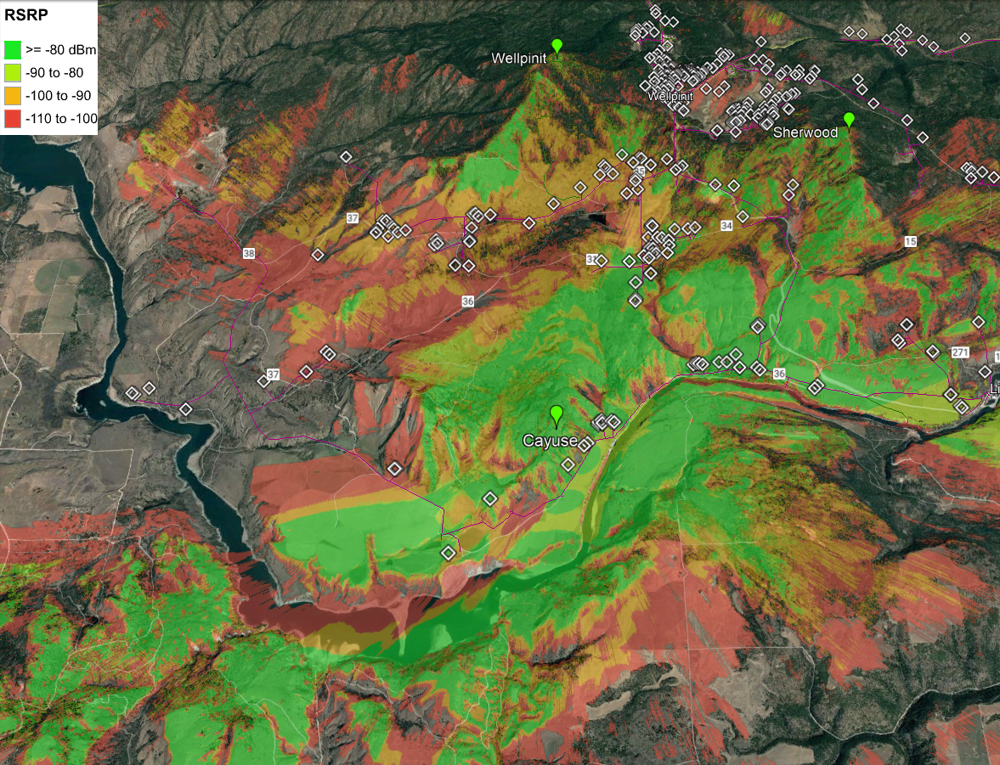 RSRP
>= -80 dBm
-90 to -80
-100 to -90
-110 to -100
Wellpinit
Wellpinit
Sherwood
37
34
15
38
36
37
271
36
Cayuse
Li